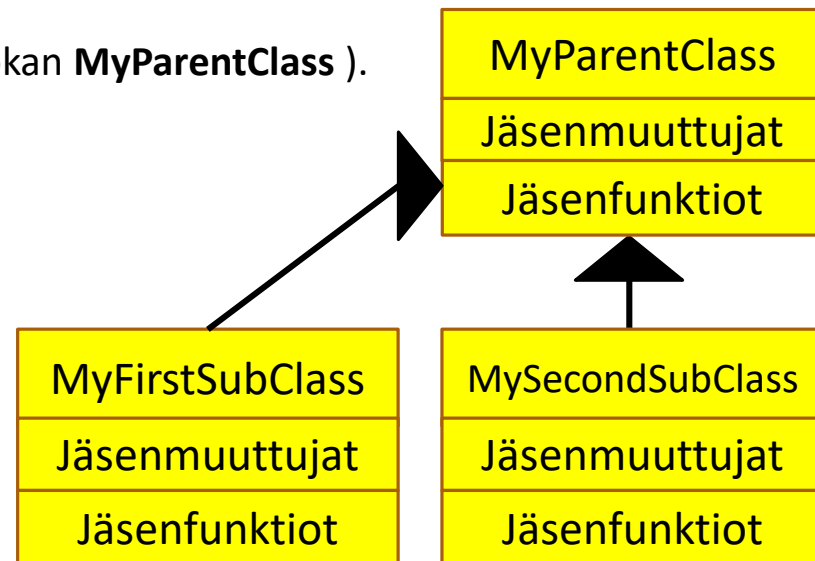 kan MyParentClass ).
MyParentClass
Jäsenmuuttujat
Jäsenfunktiot
MyFirstSubClass
Jäsenmuuttujat
Jäsenfunktiot
MySecondSubClass
Jäsenmuuttujat
Jäsenfunktiot